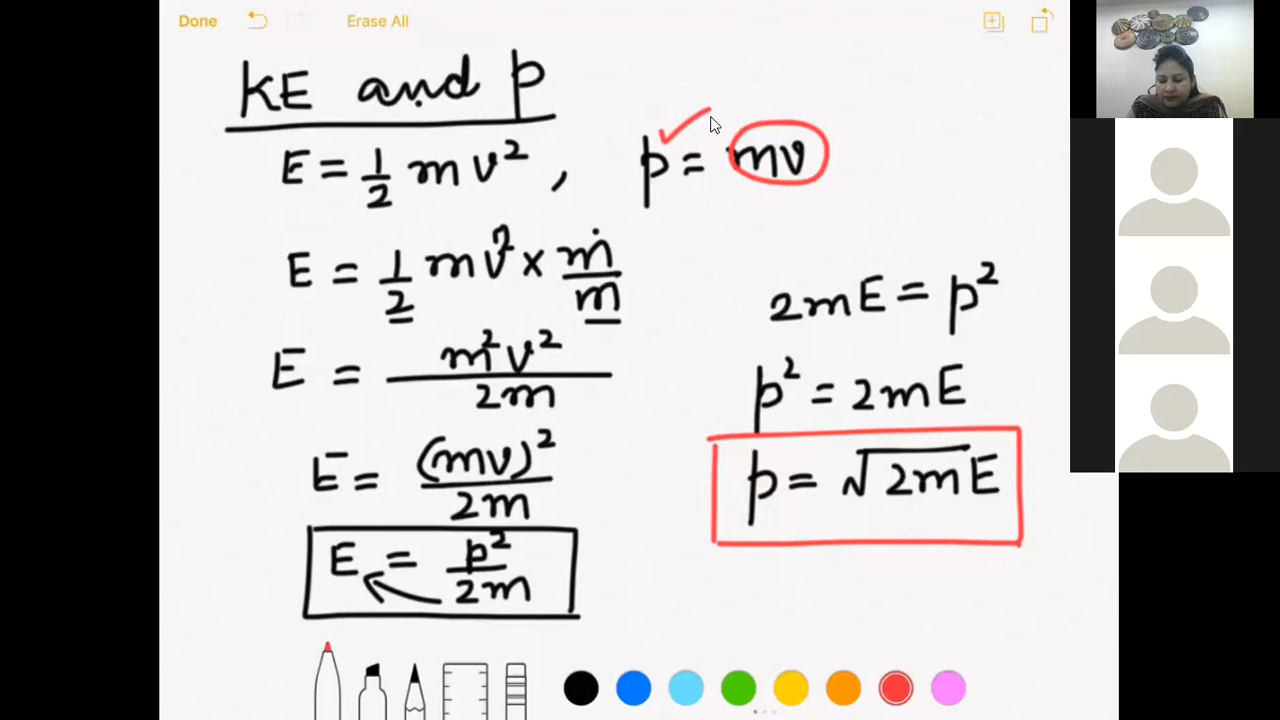 Done Erase All
KE and p
E = 1/2 mv², p = mv
E = 1/2 mv² × m/m
E = m²v²/2m
E = (mv)²/2m
E = p²/2m
2mE = p²
p² = 2mE
p = √2mE